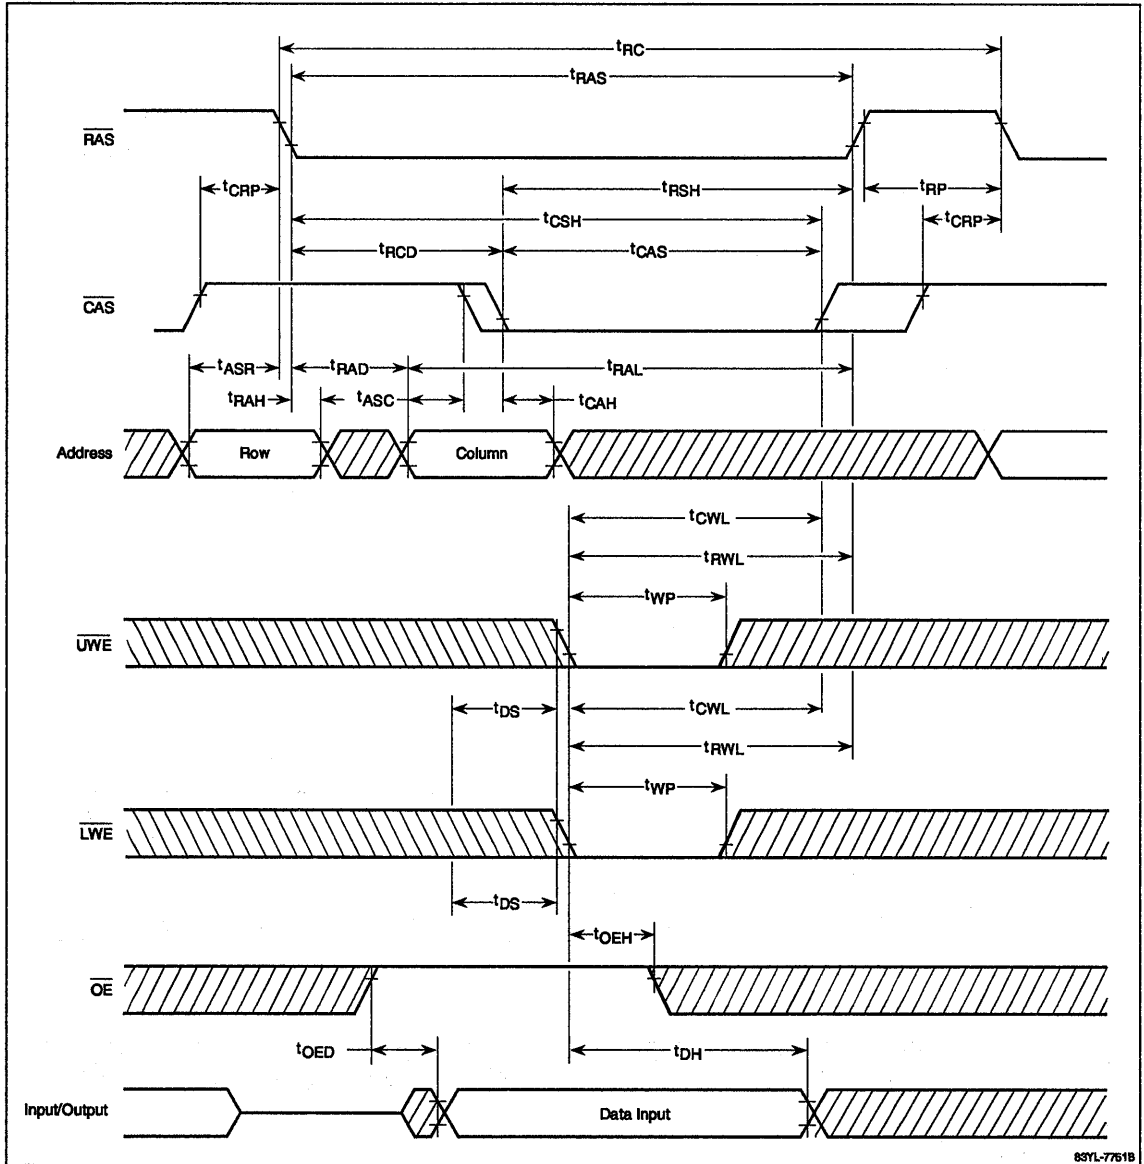 tRC
tRAS
RAS
tCRP
tRSH
tRP
tCSH
tCRP
tRCD
tCAS
CAS
tASR
tRAD
tRAL
tRAH
tASC
tCAH
Address
Row
Column
tCWL
tRWL
tWP
UWE
tDS
tCWL
tRWL
tWP
LWE
tDS
tOEH
OE
tOED
tDH
Input/Output
Data Input
83YL-7751B